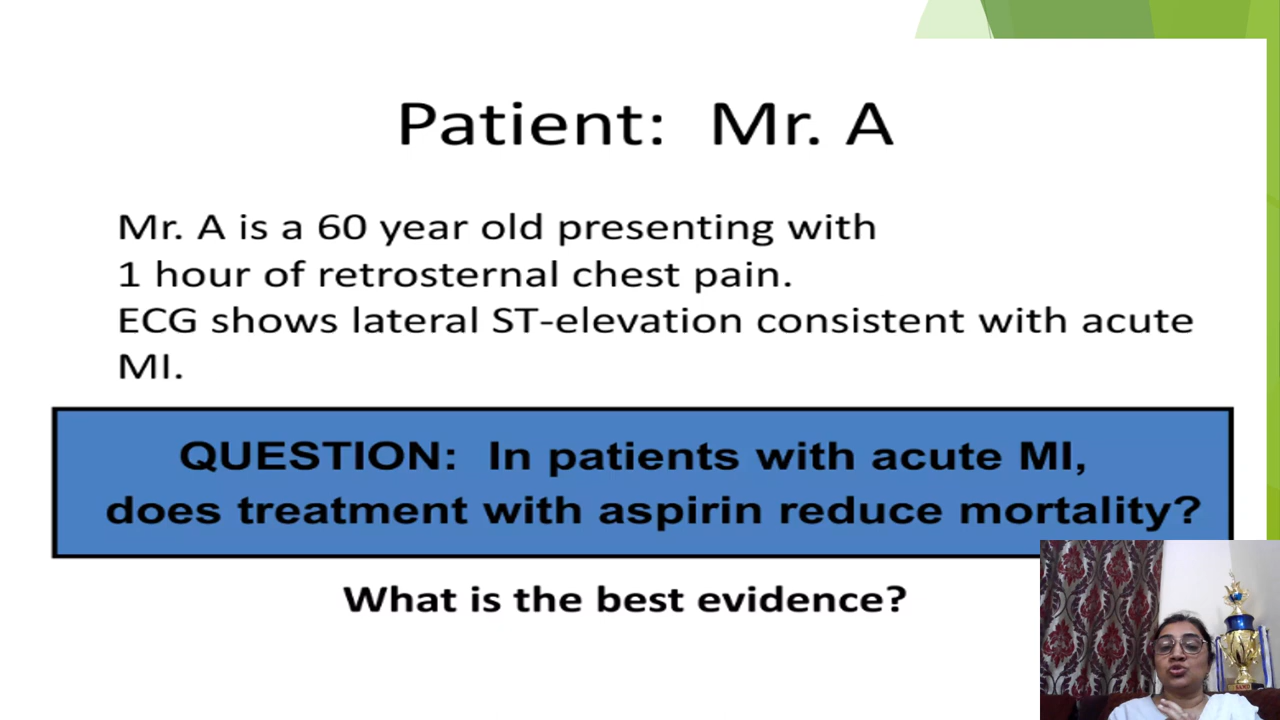 Patient: Mr. A
Mr. A is a 60 year old presenting with
1 hour of retrosternal chest pain.
ECG shows lateral ST-elevation consistent with acute
MI.
QUESTION: In patients with acute MI,
does treatment with aspirin reduce mortality?
What is the best evidence?